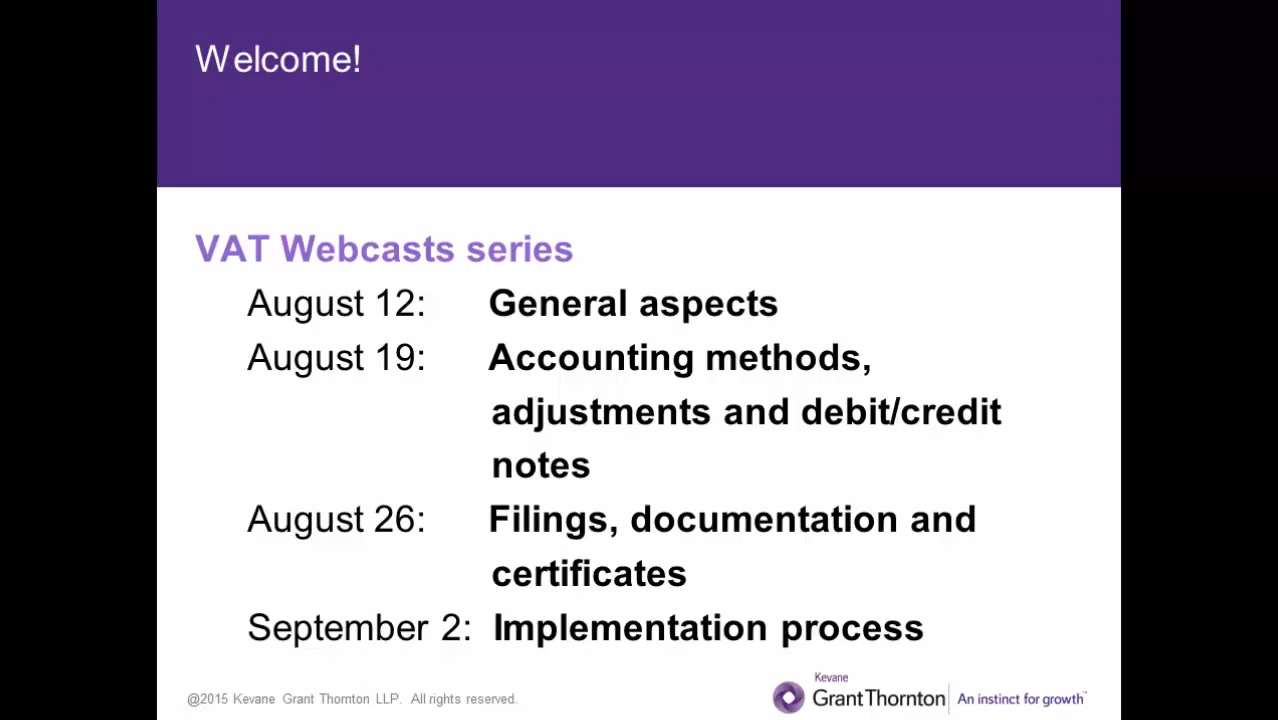 Welcome!
VAT Webcasts series
August 12: General aspects
August 19: Accounting methods,
adjustments and debit/credit
notes
August 26: Filings, documentation and
certificates
September 2: Implementation process
@2015 Kevane Grant Thornton LLP. All rights reserved.
Kevane
GrantThornton
An instinct for growth™